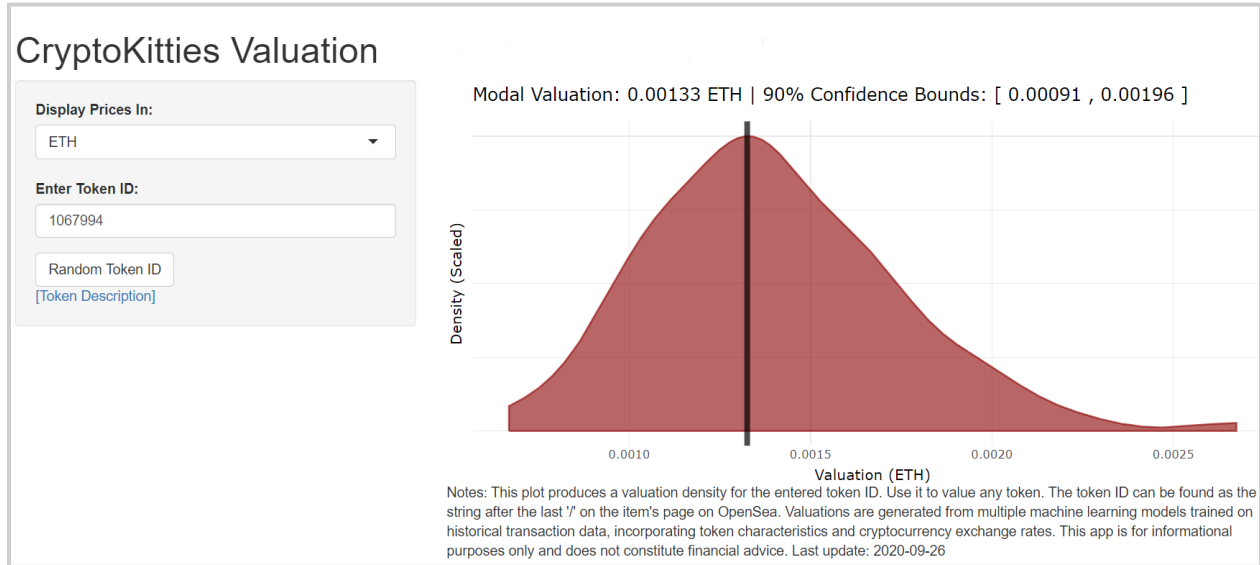 CryptoKitties Valuation
Display Prices In:
ETH
Enter Token ID:
1067994
Random Token ID
[Token Description]
Modal Valuation: 0.00133 ETH | 90% Confidence Bounds: [ 0.00091 , 0.00196 ]
Density (Scaled)
0.0010 0.0015 0.0020 0.0025
Valuation (ETH)
Notes: This plot produces a valuation density for the entered token ID. Use it to value any token. The token ID can be found as the
string after the last '/' on the item's page on OpenSea. Valuations are generated from multiple machine learning models trained on
historical transaction data, incorporating token characteristics and cryptocurrency exchange rates. This app is for informational
purposes only and does not constitute financial advice. Last update: 2020-09-26